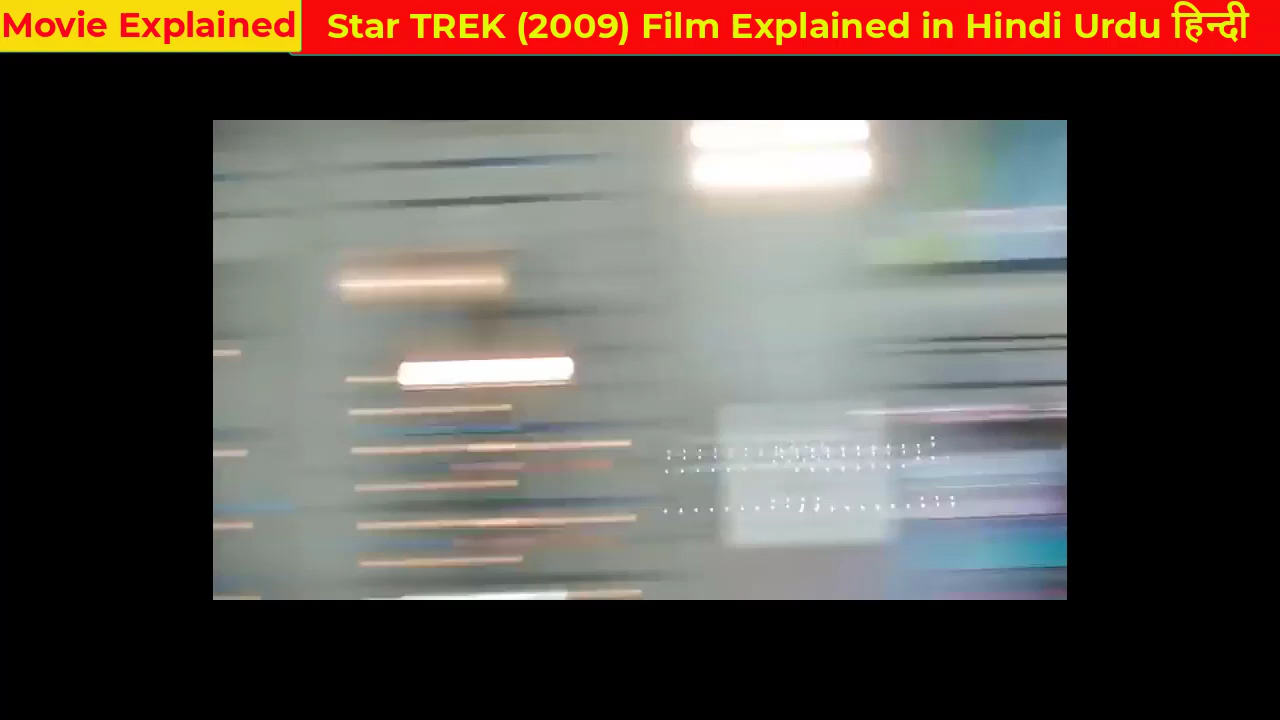 Movie Explained
Star TREK (2009) Film Explained in Hindi Urdu हिन्दी